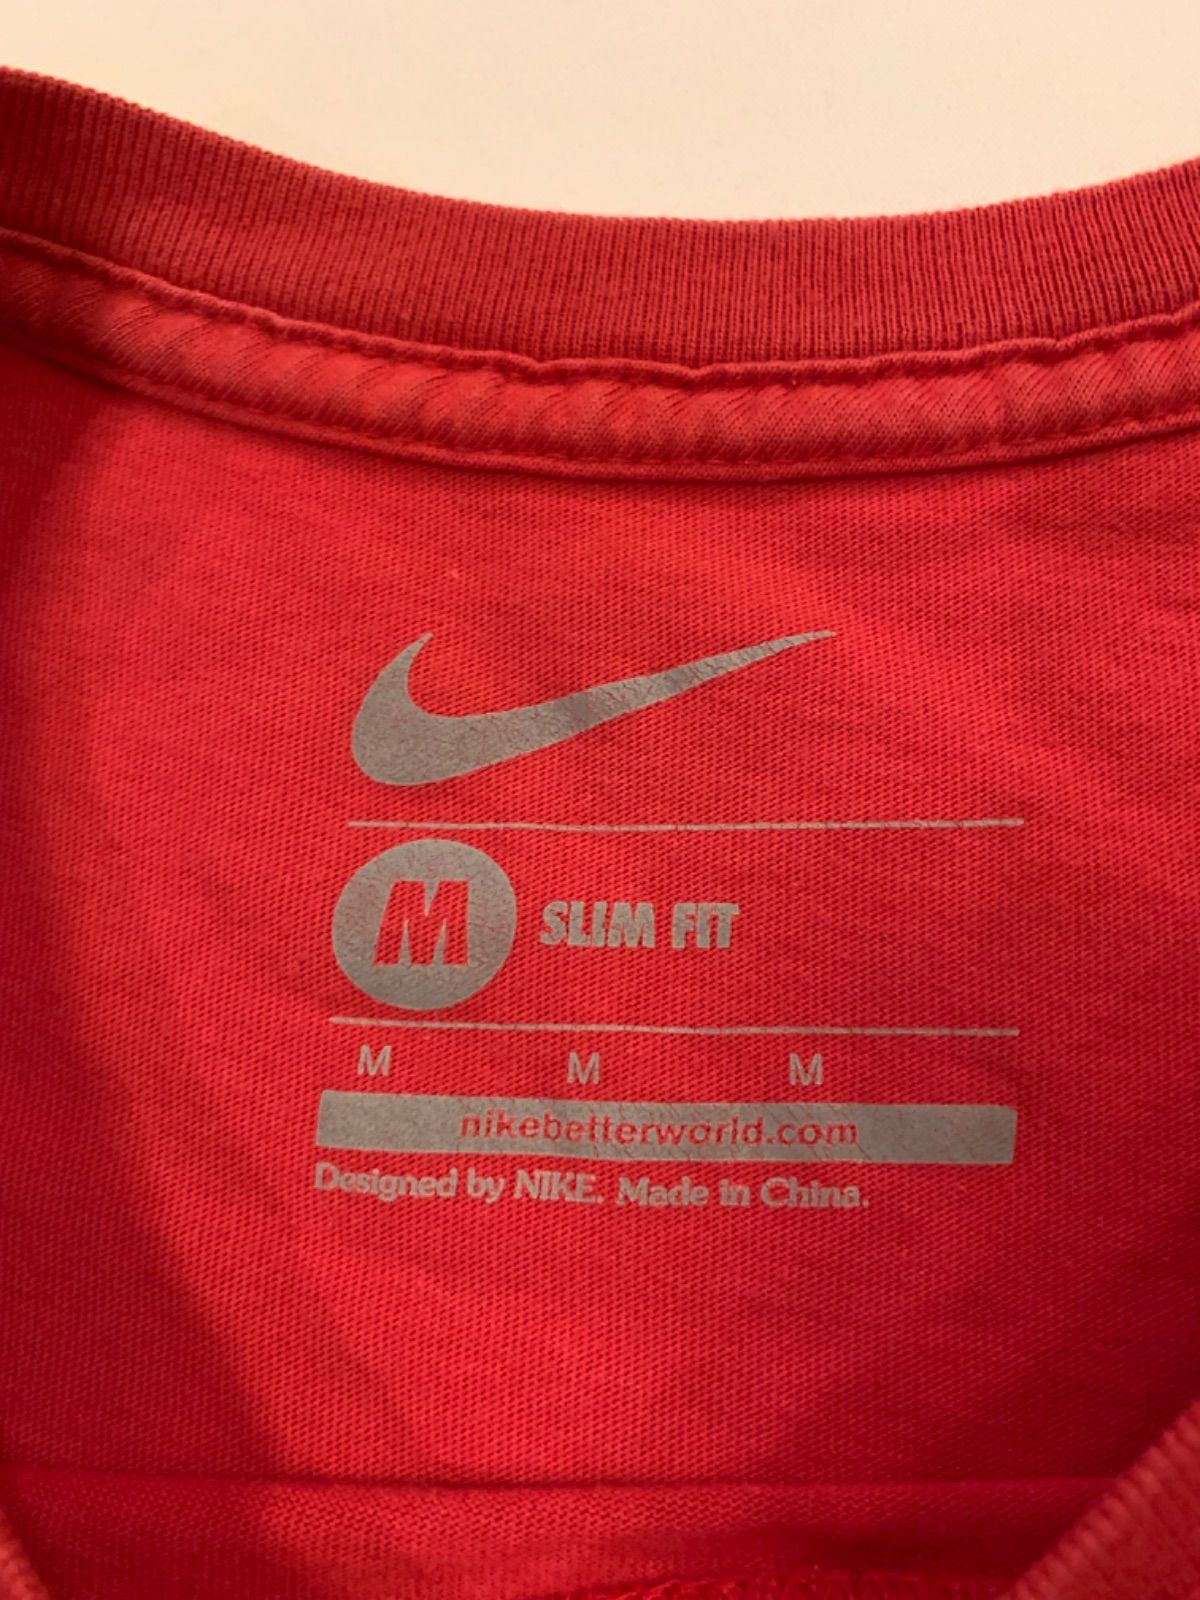 M SLIM FIT
M M M
nikebetterworld.com
Designed by NIKE. Made in China.